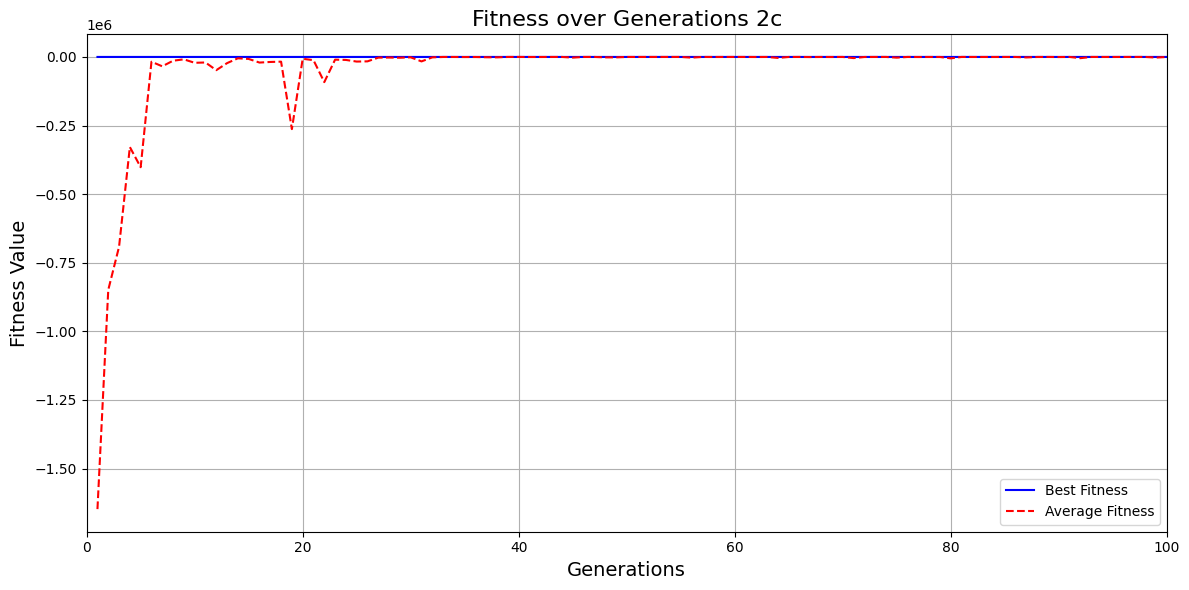 Fitness over Generations 2c
1e6
0.00
−0.25
−0.50
−0.75
−1.00
−1.25
−1.50
Fitness Value
Best Fitness
Average Fitness
0 20 40 60 80 100
Generations